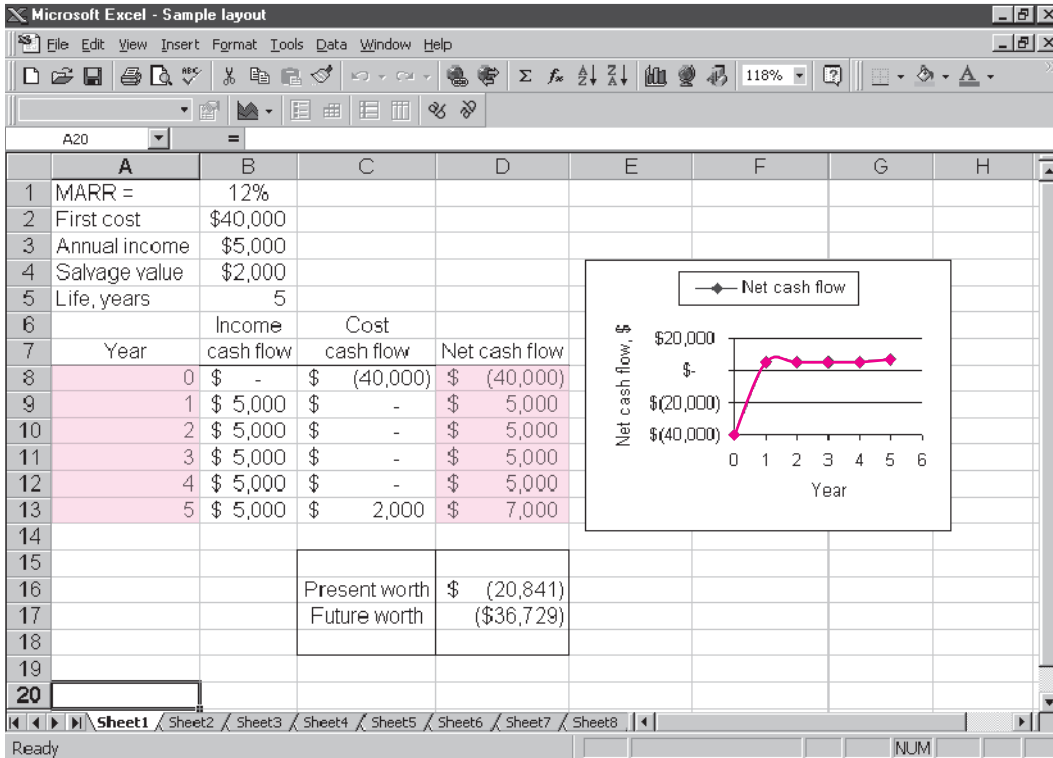 Microsoft Excel - Sample layout
File Edit View Insert Format Tools Data Window Help
118%
A20 =
A B C D E F G H
1 MARR = 12%
2 First cost $40,000
3 Annual income $5,000
4 Salvage value $2,000
5 Life, years 5
6 Income Cost
7 Year cash flow cash flow Net cash flow
8 0 $ - $ (40,000) $ (40,000)
9 1 $ 5,000 $ - $ 5,000
10 2 $ 5,000 $ - $ 5,000
11 3 $ 5,000 $ - $ 5,000
12 4 $ 5,000 $ - $ 5,000
13 5 $ 5,000 $ 2,000 $ 7,000
14
15
16 Present worth $ (20,841)
17 Future worth ($36,729)
18
19
20
Net cash flow
Net cash flow, $
$20,000
$-
$(20,000)
$(40,000)
0 1 2 3 4 5 6
Year
Sheet1 Sheet2 Sheet3 Sheet4 Sheet5 Sheet6 Sheet7 Sheet8
Ready NUM